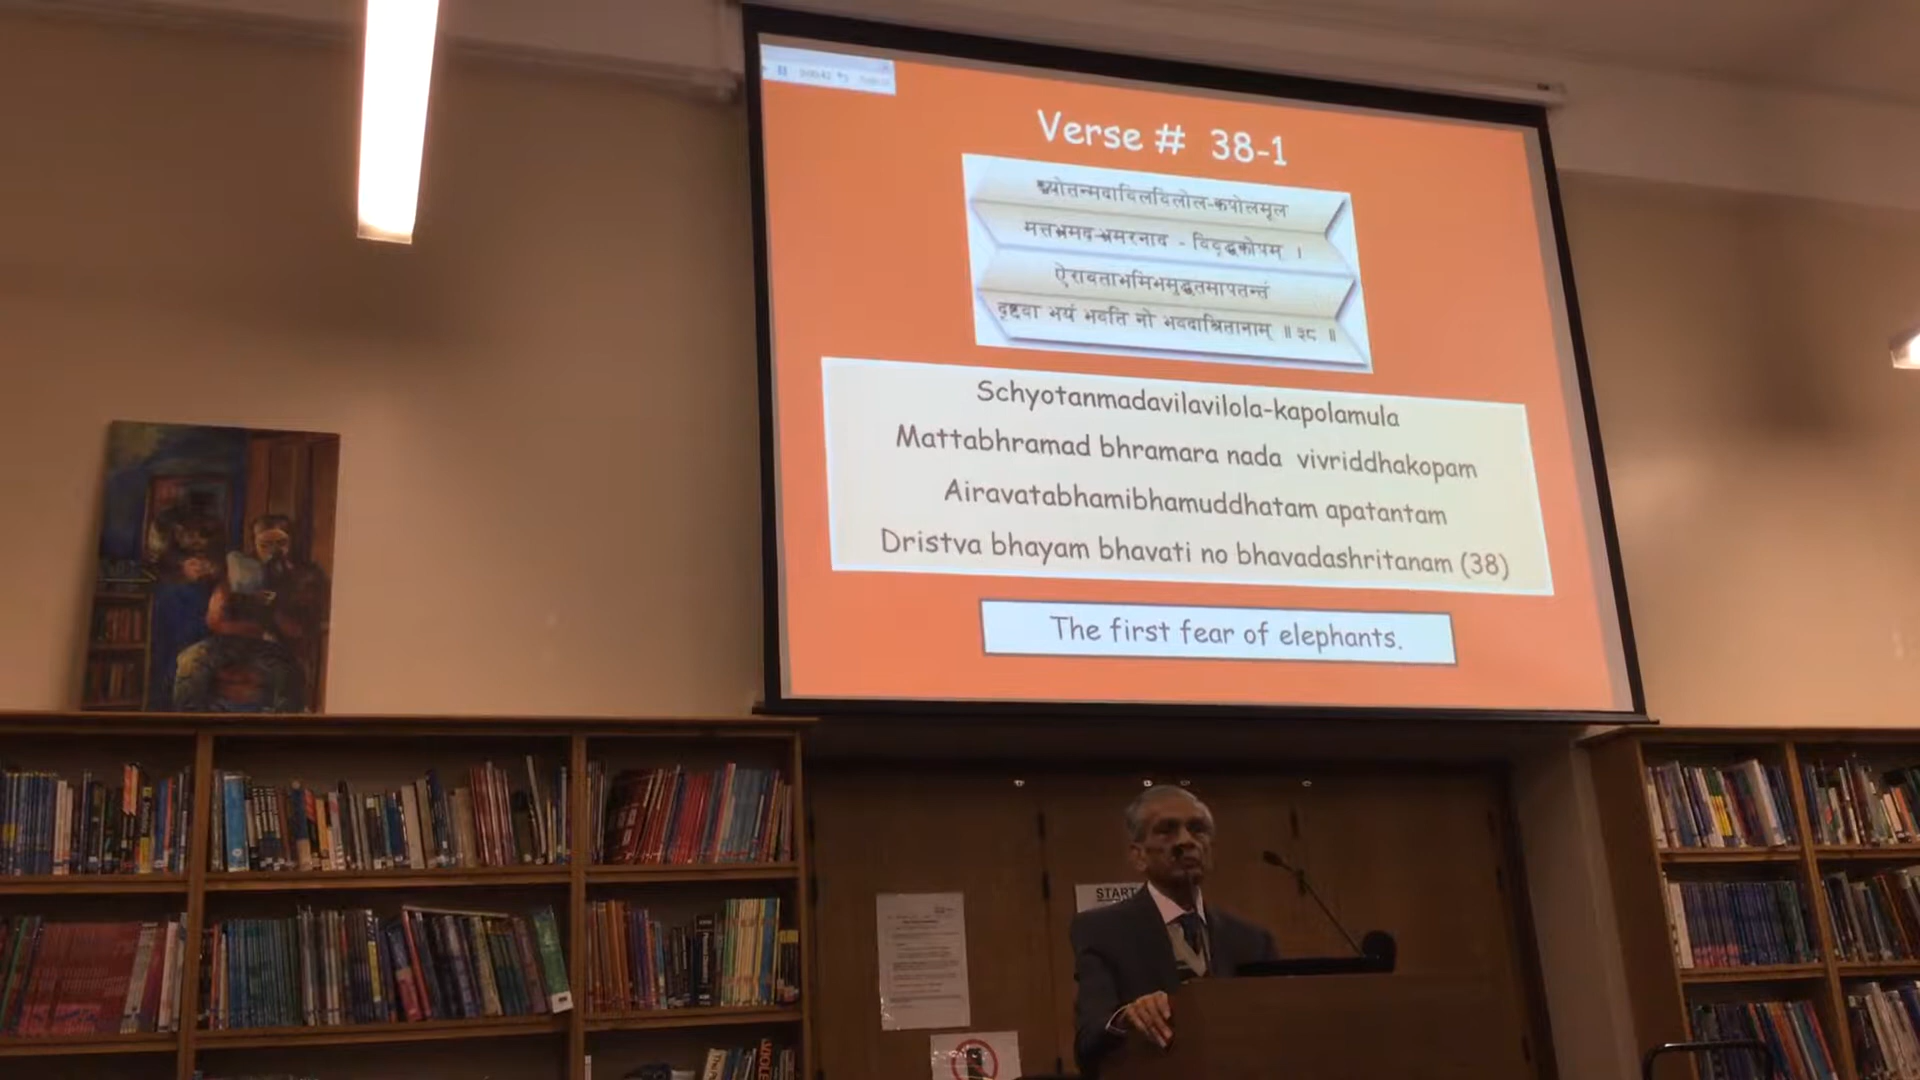 Verse # 38-1
श्च्योतन्मदाविलविलोल-कपोलमूल
मत्तभ्रमद-भ्रमरनाद - विवृद्धकोपम् ।
ऐरावताभमिभमुद्धतमापतन्तं
दृष्टवा भयं भवति नो भवदाश्रितानाम् ॥ ३८ ॥
Schyotanmadavilavilola-kapolamula
Mattabhramad bhramara nada vivriddhakopam
Airavatabhamibhamuddhatam apatantam
Dristva bhayam bhavati no bhavadashritanam (38)
The first fear of elephants.
START